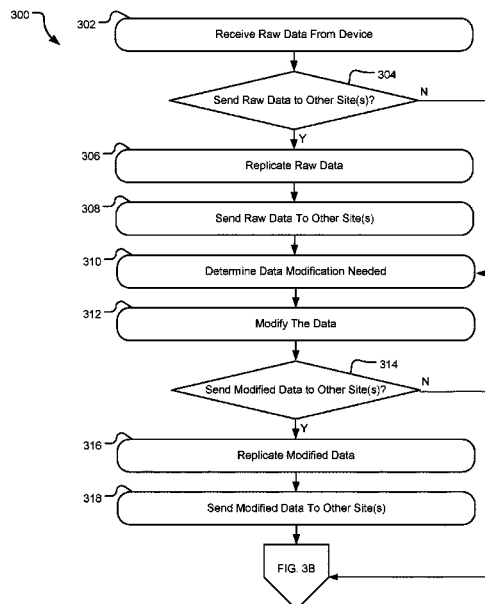 300
302
Receive Raw Data From Device
304
Send Raw Data to Other Site(s)?
N
Y
306
Replicate Raw Data
308
Send Raw Data To Other Site(s)
310
Determine Data Modification Needed
312
Modify The Data
314
Send Modified Data to Other Site(s)?
N
Y
316
Replicate Modified Data
318
Send Modified Data To Other Site(s)
FIG. 3B